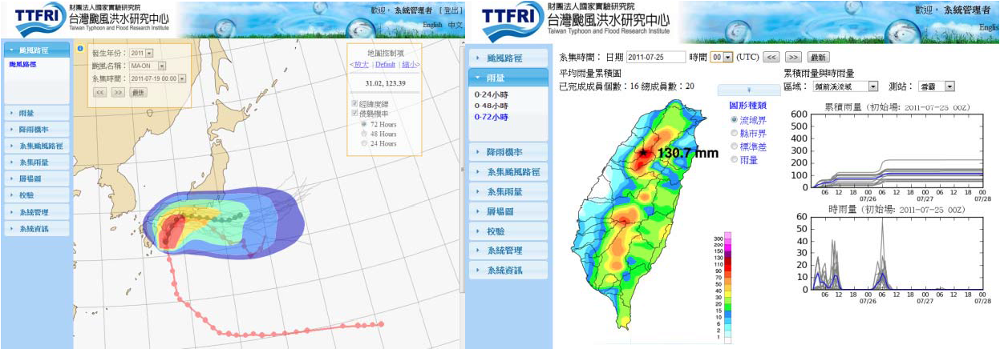 TTFRI
財團法人國家實驗研究院
台灣颱風洪水研究中心
Taiwan Typhoon and Flood Research Institute
歡迎, 系統管理者 [登出]
English 中文
颱風路徑
颱風路徑
雨量
降雨機率
系集颱風路徑
系集雨量
層場圖
校驗
系統管理
系統資訊
發生年份: 2011
颱風名稱: MA-ON
系集時間: 2011-07-19 00:00
<< >> 最新
地圖控制項
<放大 | Default | 縮小>
31.02, 123.39
經緯度線
侵襲機率
72 Hours
48 Hours
24 Hours
TTFRI
財團法人國家實驗研究院
台灣颱風洪水研究中心
Taiwan Typhoon and Flood Research Institute
歡迎, 系統管理者
Englis
颱風路徑
雨量
0-24小時
0-48小時
0-72小時
降雨機率
系集颱風路徑
系集雨量
層場圖
校驗
系統管理
系統資訊
系集時間: 日期 2011-07-25 時間 00 (UTC) << >> 最新
平均雨量累積圖
已完成成員個數:16 總成員數:20
圖形種類
流域界
縣市界
標準差
雨量
130.7 mm
300
200
150
130
110
90
70
50
40
30
20
15
10
6
2
1
累積雨量與時雨量
區域: 頭前溪流域 測站: 雪霸
累積雨量 (初始場: 2011-07-25 00Z)
600
500
400
300
200
100
0
06 12 18 00 06 12 18 00 06 12 18 00
07/26 07/27 07/28
時雨量 (初始場: 2011-07-25 00Z)
60
50
40
30
20
10
0
06 12 18 00 06 12 18 00 06 12 18 00
07/26 07/27 07/28